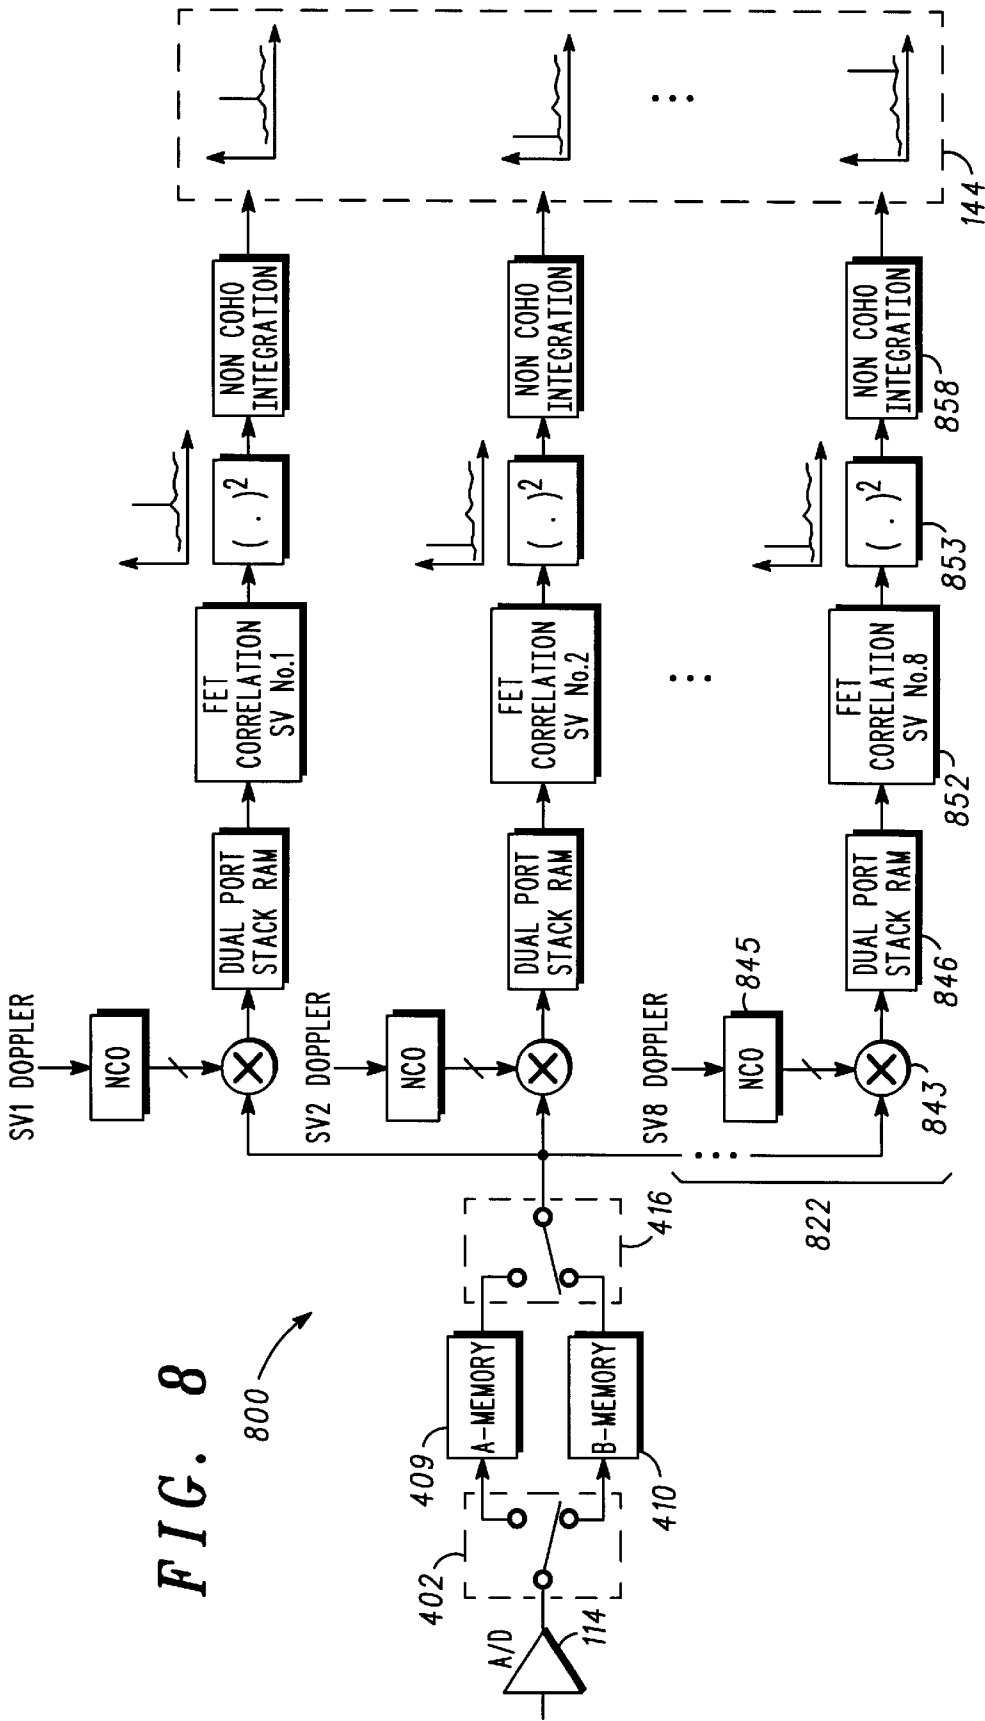 FIG. 8
800
A/D
114
402
A-MEMORY
409
B-MEMORY
410
416
822
SV1 DOPPLER
NCO
DUAL PORT
STACK RAM
FET
CORRELATION
SV No.1
( . )2
NON COHO
INTEGRATION
SV2 DOPPLER
NCO
DUAL PORT
STACK RAM
FET
CORRELATION
SV No.2
( . )2
NON COHO
INTEGRATION
SV8 DOPPLER
NCO
845
843
DUAL PORT
STACK RAM
846
FET
CORRELATION
SV No.8
852
( . )2
853
NON COHO
INTEGRATION
858
144